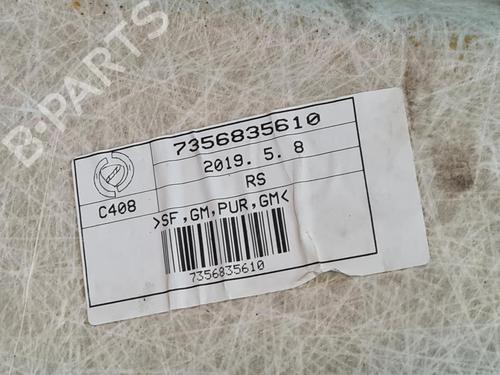 B-PARTS
7356835610
2019. 5. 8
RS
C408
>SF,GM,PUR,GM<
7356835610